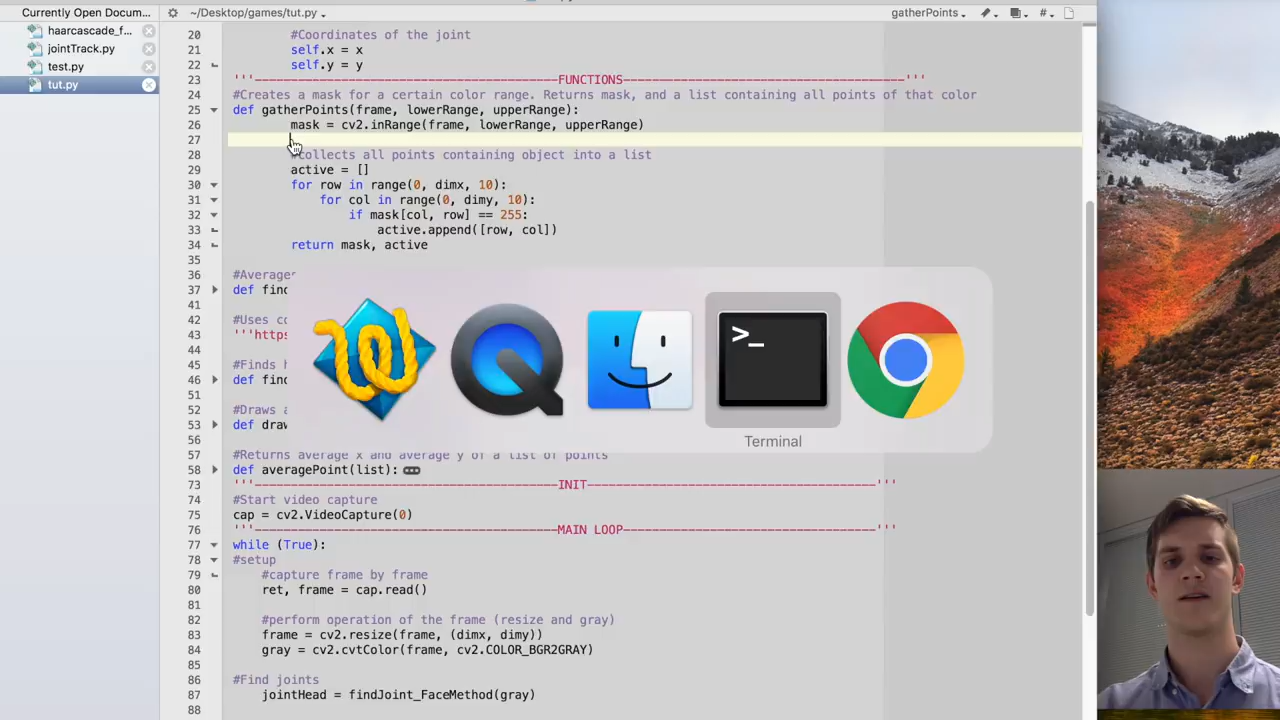 Currently Open Docum...
~/Desktop/games/tut.py
gatherPoints
#
haarcascade_f...
jointTrack.py
test.py
tut.py
20 #Coordinates of the joint
21 self.x = x
22 self.y = y
23 '''------------------------------------------FUNCTIONS---------------------------------------'''
24 #Creates a mask for a certain color range. Returns mask, and a list containing all points of that color
25 def gatherPoints(frame, lowerRange, upperRange):
26 mask = cv2.inRange(frame, lowerRange, upperRange)
27
28 #collects all points containing object into a list
29 active = []
30 for row in range(0, dimx, 10):
31 for col in range(0, dimy, 10):
32 if mask[col, row] == 255:
33 active.append([row, col])
34 return mask, active
35
36 #Average
37 def find
41
42 #Uses co
43 '''https
44
45 #Finds h
46 def find
51
52 #Draws a
53 def draw
56
57 #Returns average x and average y of a list of points
58 def averagePoint(list):
73 '''------------------------------------------INIT-------------------------------------------'''
74 #Start video capture
75 cap = cv2.VideoCapture(0)
76 '''------------------------------------------MAIN LOOP--------------------------------------'''
77 while (True):
78 #setup
79 #capture frame by frame
80 ret, frame = cap.read()
81
82 #perform operation of the frame (resize and gray)
83 frame = cv2.resize(frame, (dimx, dimy))
84 gray = cv2.cvtColor(frame, cv2.COLOR_BGR2GRAY)
85
86 #Find joints
87 jointHead = findJoint_FaceMethod(gray)
88
>_
Terminal